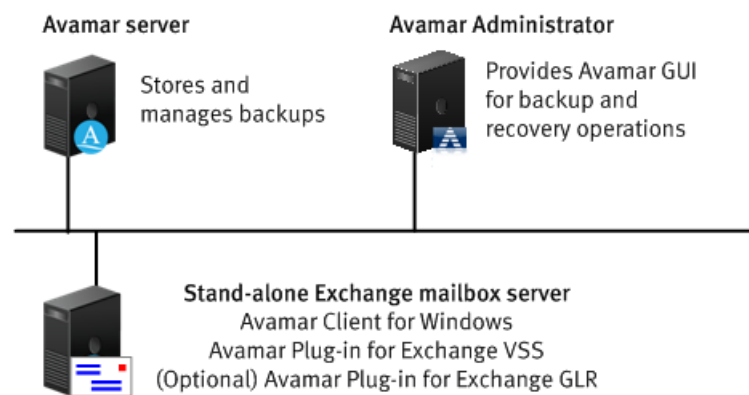 Avamar server
Stores and
manages backups
A
Avamar Administrator
Provides Avamar GUI
for backup and
recovery operations
Stand-alone Exchange mailbox server
Avamar Client for Windows
Avamar Plug-in for Exchange VSS
(Optional) Avamar Plug-in for Exchange GLR